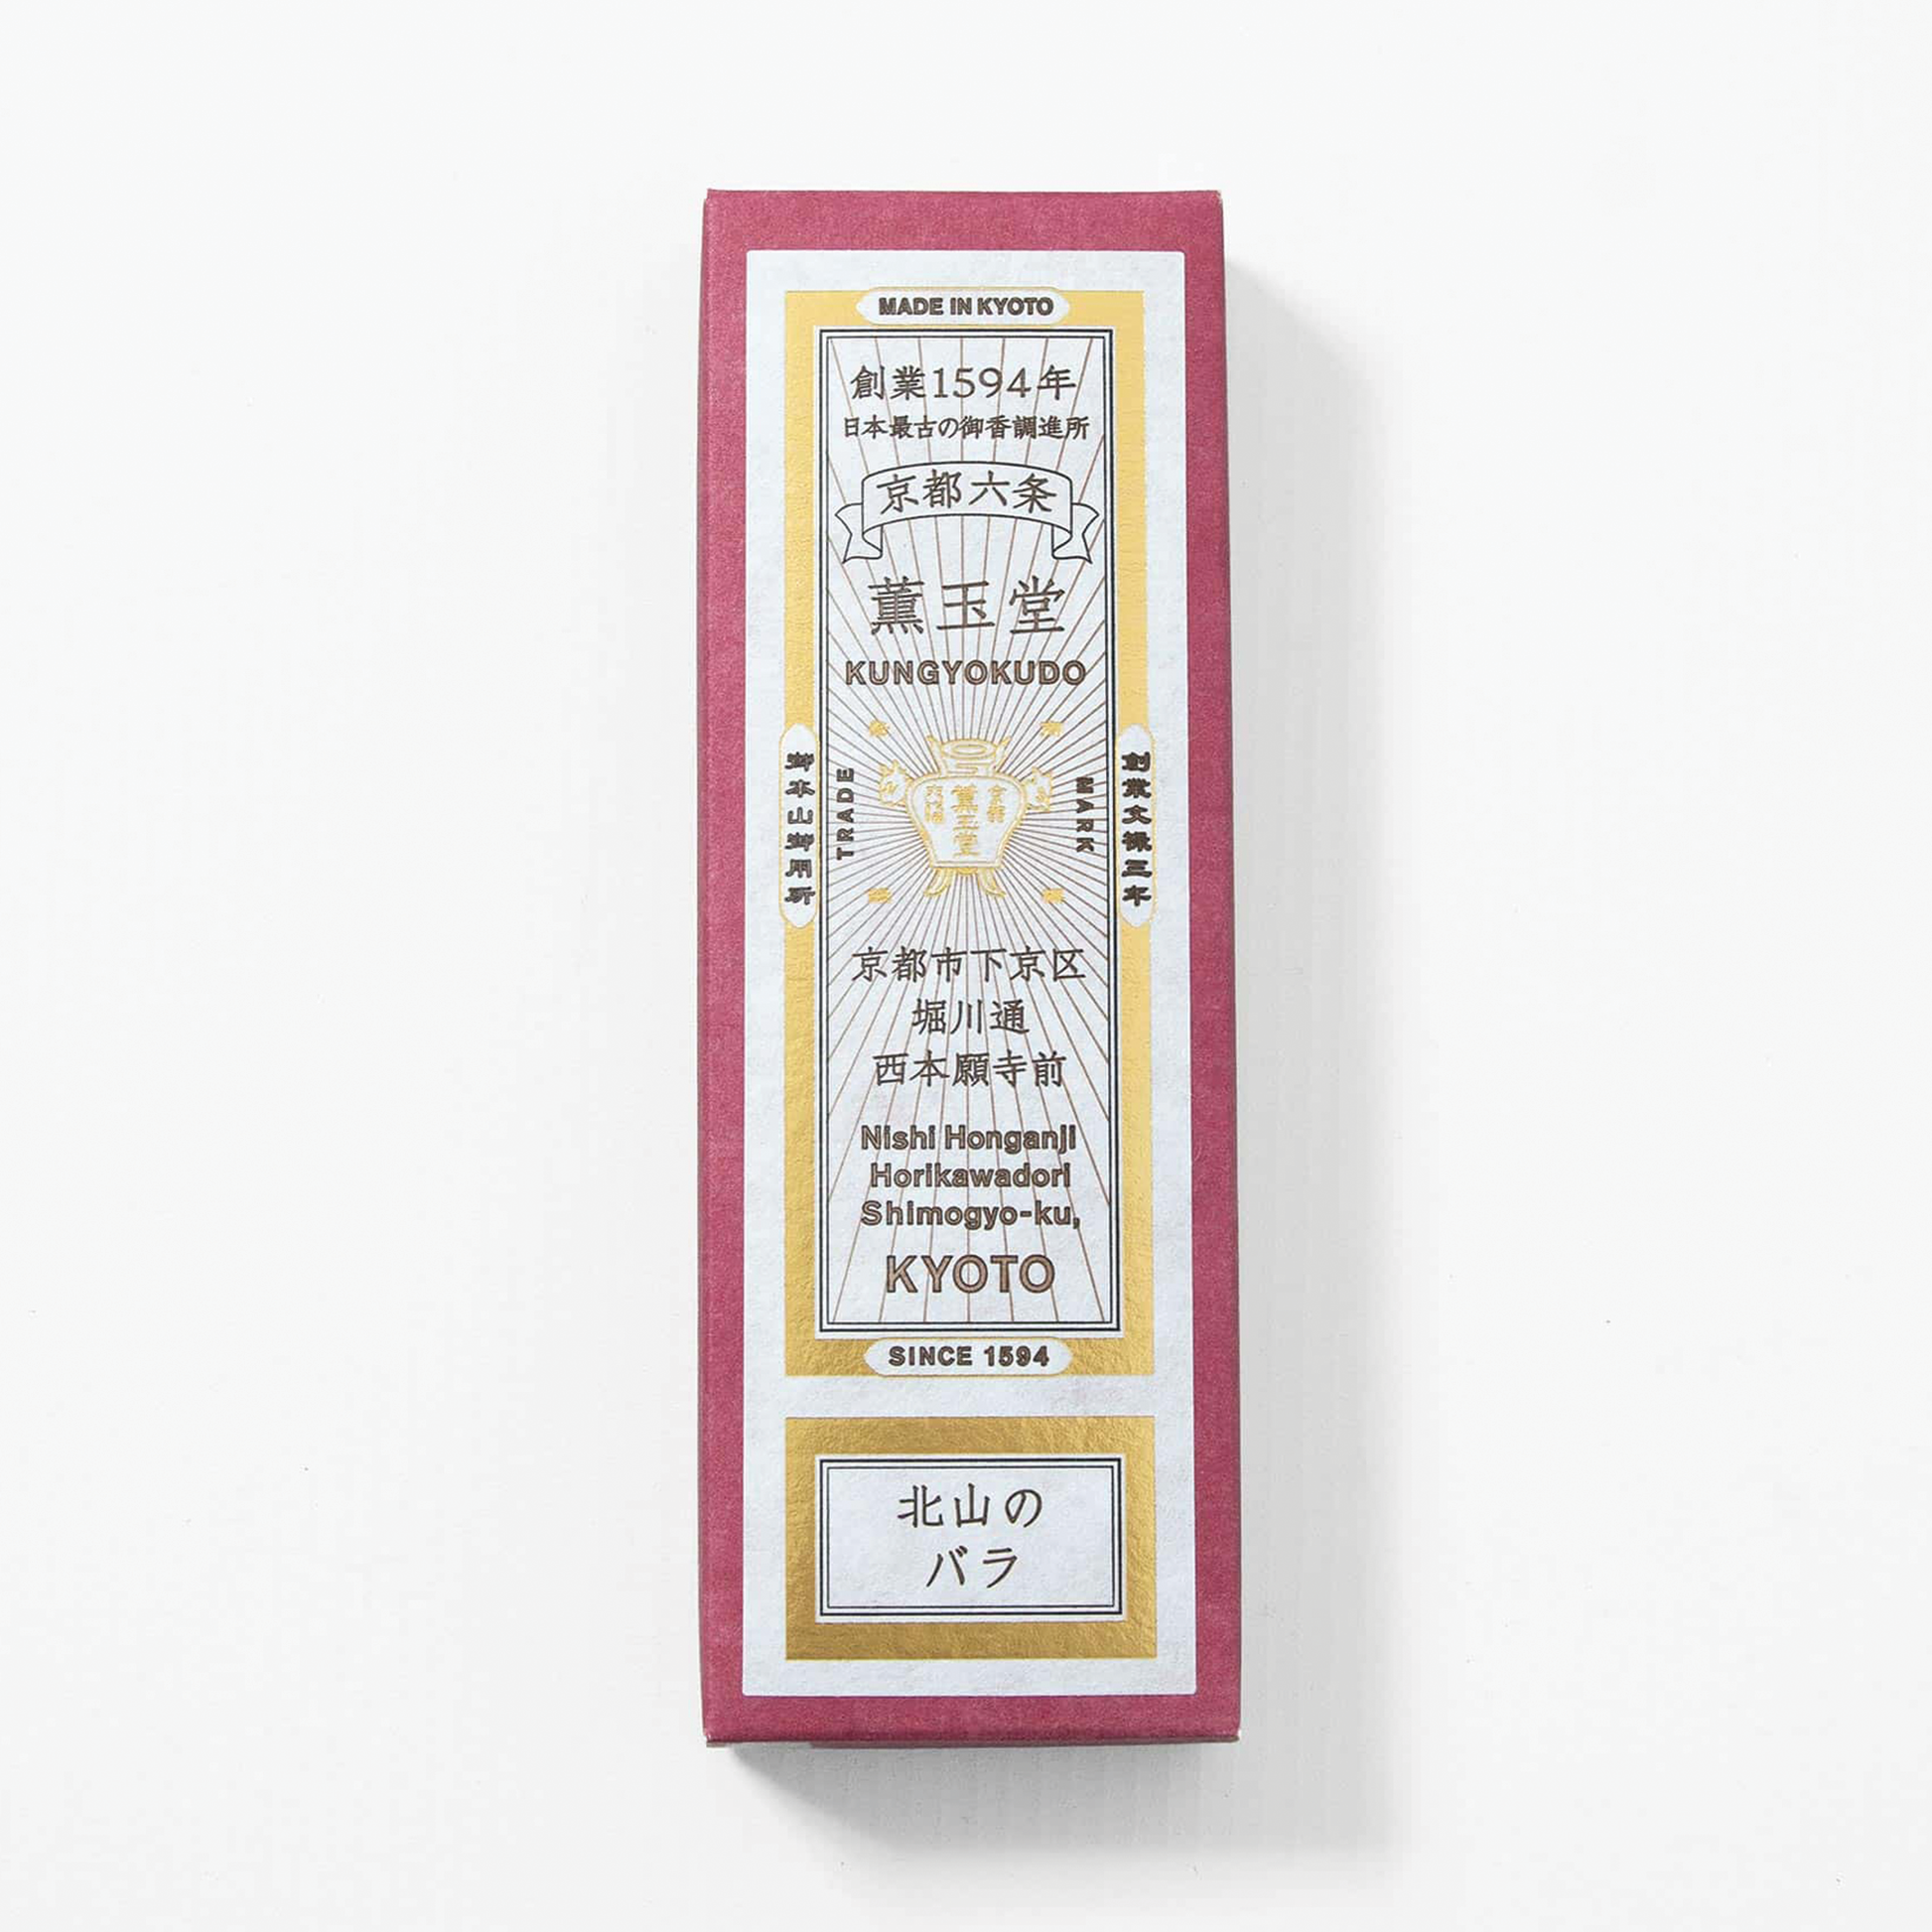 MADE IN KYOTO
創業1594年
日本最古の御香調進所
京都六条
薫玉堂
KUNGYOKUDO
御本山御用所
TRADE
薫玉堂
MARK
創業文禄三年
京都市下京区
堀川通
西本願寺前
Nishi Honganji
Horikawadori
Shimogyo-ku,
KYOTO
SINCE 1594
北山の
バラ